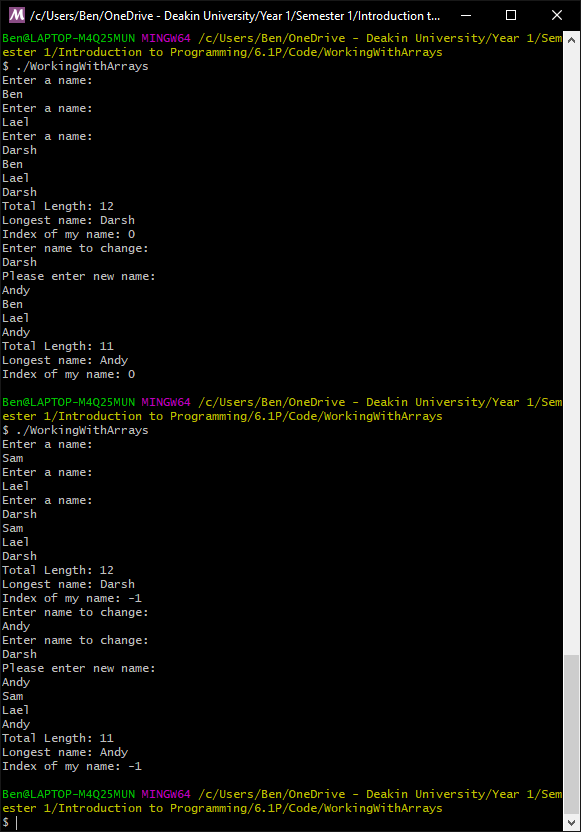 M /c/Users/Ben/OneDrive - Deakin University/Year 1/Semester 1/Introduction t...
Ben@LAPTOP-M4Q25MUN MINGW64 /c/Users/Ben/OneDrive - Deakin University/Year 1/Sem
ester 1/Introduction to Programming/6.1P/Code/WorkingWithArrays
$ ./WorkingWithArrays
Enter a name:
Ben
Enter a name:
Lael
Enter a name:
Darsh
Ben
Lael
Darsh
Total Length: 12
Longest name: Darsh
Index of my name: 0
Enter name to change:
Darsh
Please enter new name:
Andy
Ben
Lael
Andy
Total Length: 11
Longest name: Andy
Index of my name: 0
Ben@LAPTOP-M4Q25MUN MINGW64 /c/Users/Ben/OneDrive - Deakin University/Year 1/Sem
ester 1/Introduction to Programming/6.1P/Code/WorkingWithArrays
$ ./WorkingWithArrays
Enter a name:
Sam
Enter a name:
Lael
Enter a name:
Darsh
Sam
Lael
Darsh
Total Length: 12
Longest name: Darsh
Index of my name: -1
Enter name to change:
Andy
Enter name to change:
Darsh
Please enter new name:
Andy
Sam
Lael
Andy
Total Length: 11
Longest name: Andy
Index of my name: -1
Ben@LAPTOP-M4Q25MUN MINGW64 /c/Users/Ben/OneDrive - Deakin University/Year 1/Sem
ester 1/Introduction to Programming/6.1P/Code/WorkingWithArrays
$